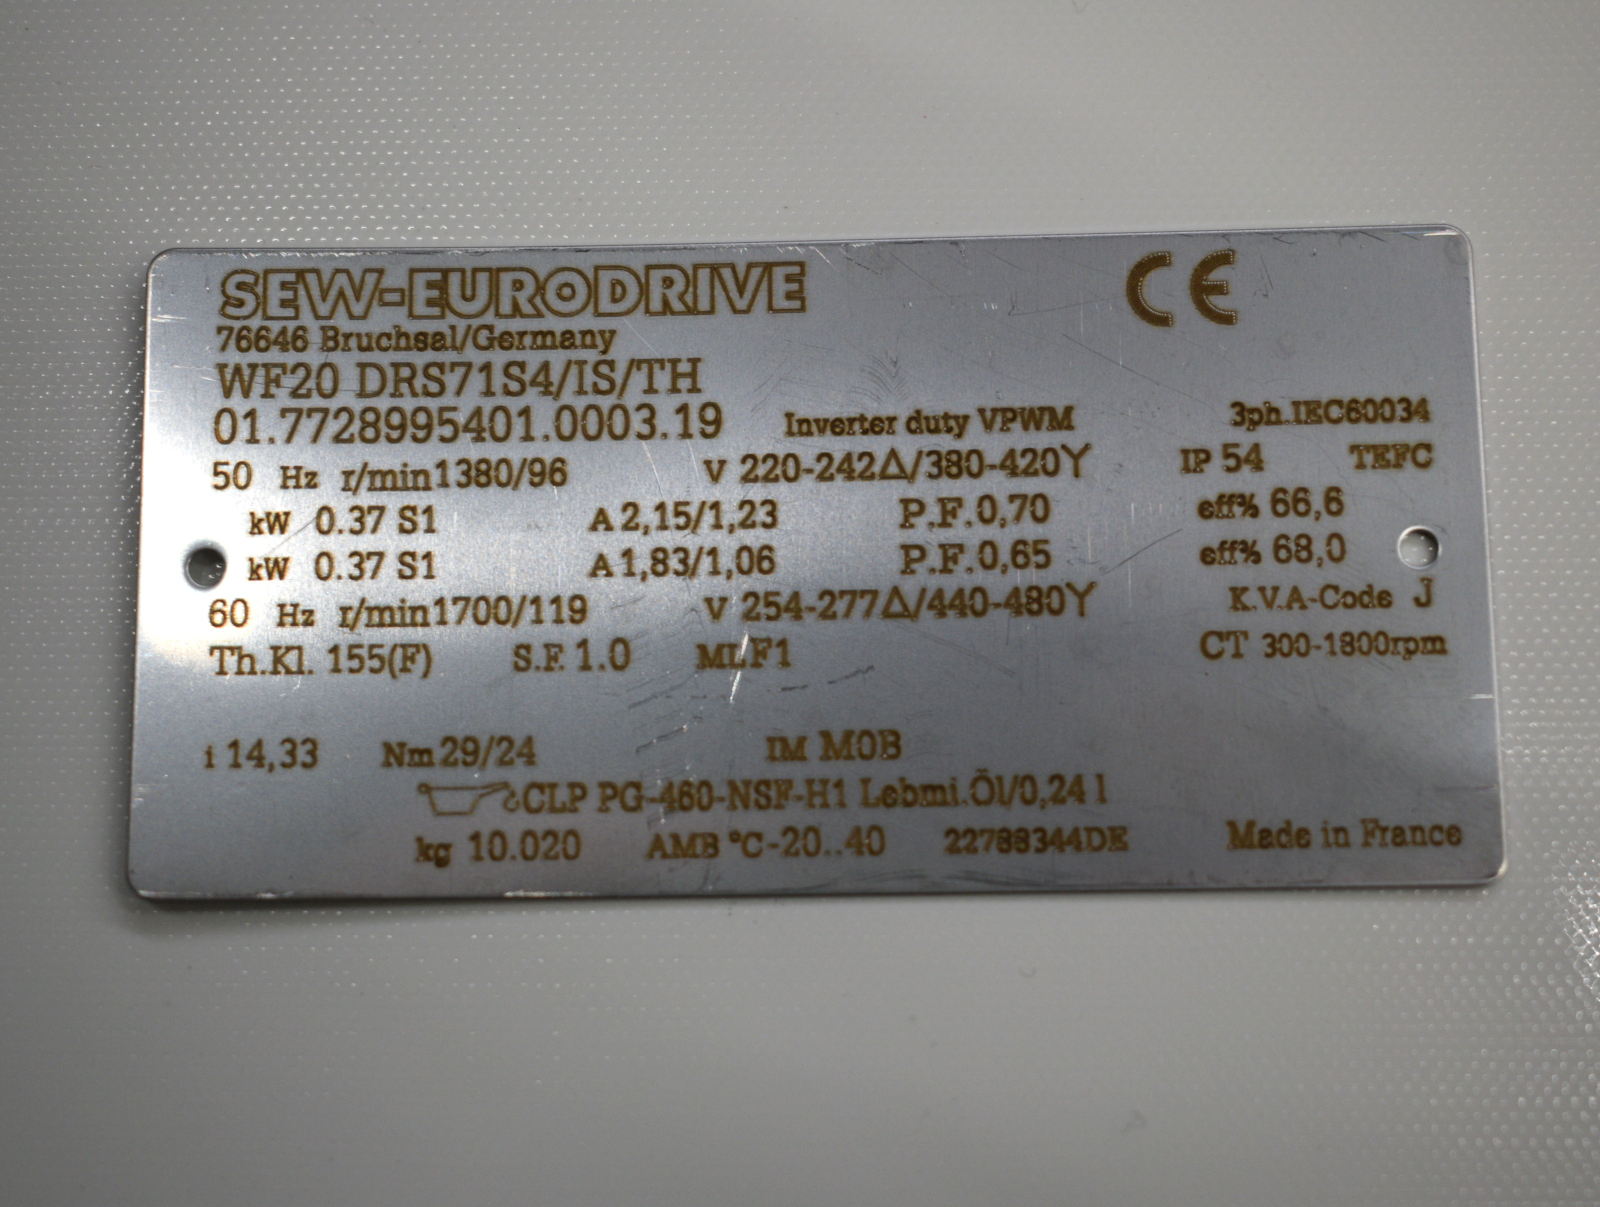 SEW-EURODRIVE CE
76646 Bruchsal/Germany
WF20 DRS71S4/IS/TH
01.7728995401.0003.19 Inverter duty VPWM 3ph.IEC60034
50 Hz r/min1380/96 V 220-242Δ/380-420Y IP 54 TEFC
kW 0.37 S1 A 2,15/1,23 P.F.0,70 eff% 66,6
kW 0.37 S1 A 1,83/1,06 P.F.0,65 eff% 68,0
60 Hz r/min1700/119 V 254-277Δ/440-480Y K.V.A-Code J
Th.Kl. 155(F) S.F. 1.0 MLF1 CT 300-1800rpm
i 14,33 Nm 29/24 IM M0B
CLP PG-460-NSF-H1 Lebmi.Öl/0,24 l
kg 10.020 AMB °C -20..40 22788344DE Made in France